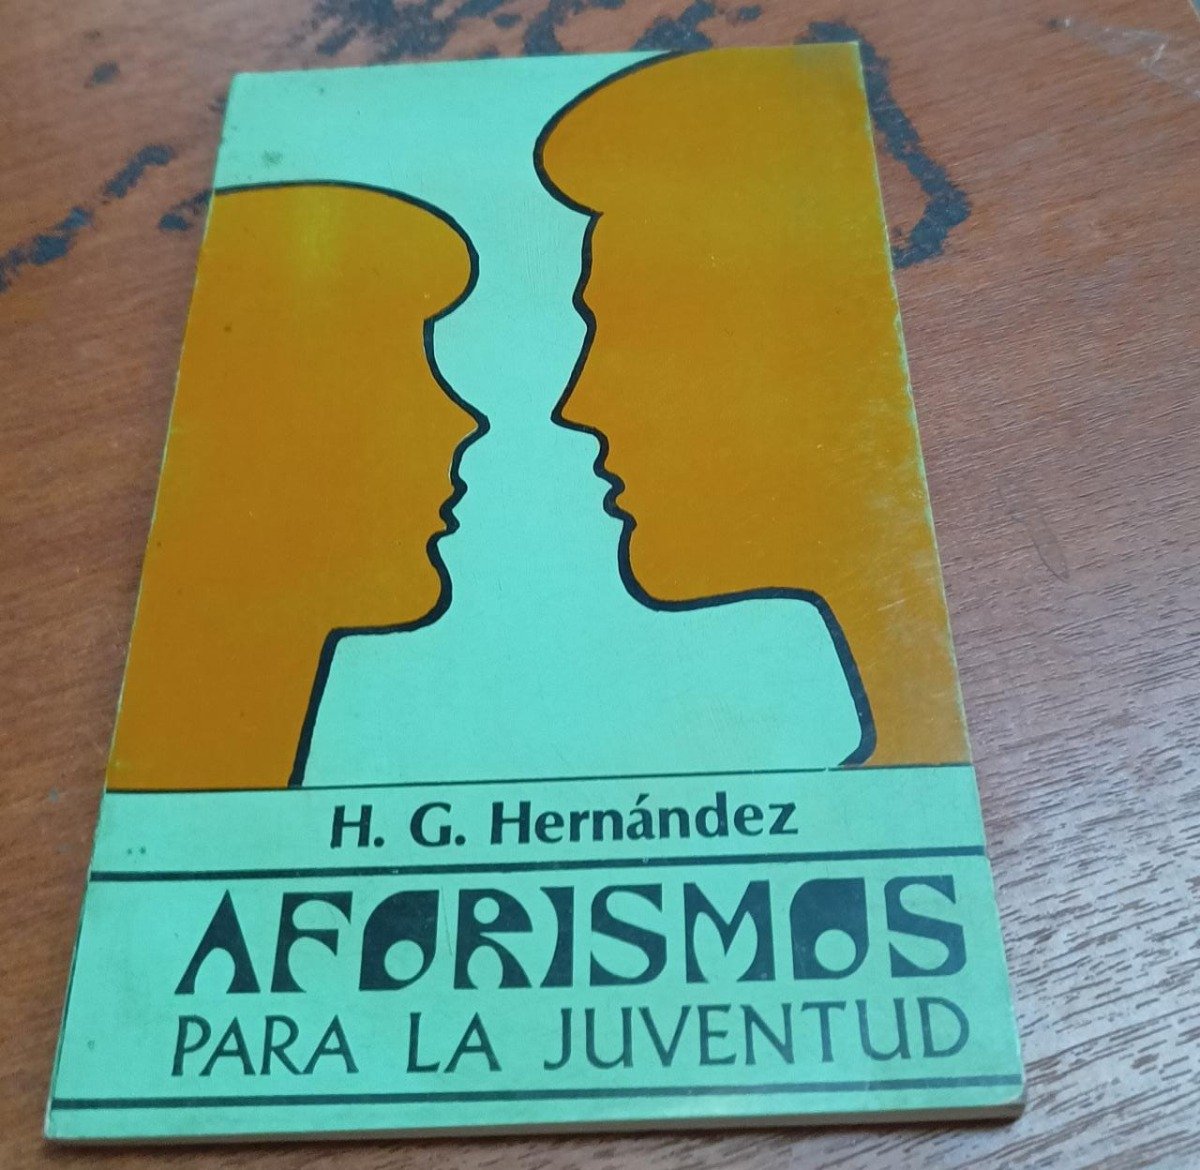 H. G. Hernández
AFORISMOS
PARA LA JUVENTUD